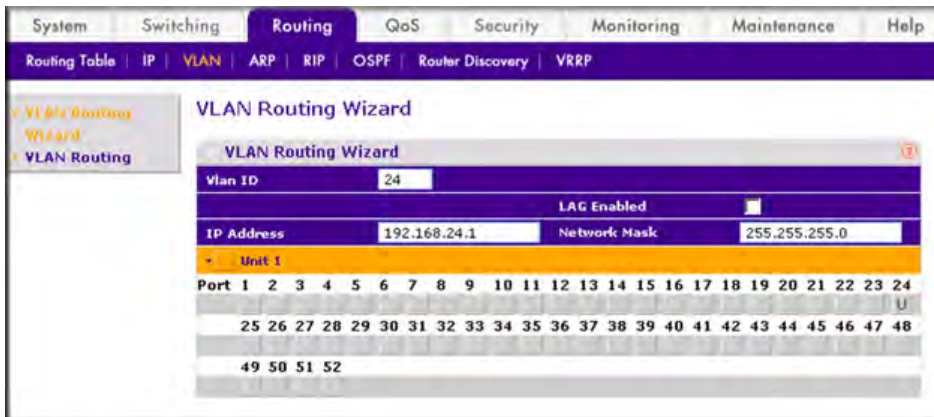 System Switching Routing QoS Security Monitoring Maintenance Help
Routing Table | IP | VLAN | ARP | RIP | OSPF | Router Discovery | VRRP
VLAN Routing
Wizard
VLAN Routing
VLAN Routing Wizard
VLAN Routing Wizard
Vlan ID 24
LAG Enabled
IP Address 192.168.24.1 Network Mask 255.255.255.0
Unit 1
Port 1 2 3 4 5 6 7 8 9 10 11 12 13 14 15 16 17 18 19 20 21 22 23 24
U
25 26 27 28 29 30 31 32 33 34 35 36 37 38 39 40 41 42 43 44 45 46 47 48
49 50 51 52